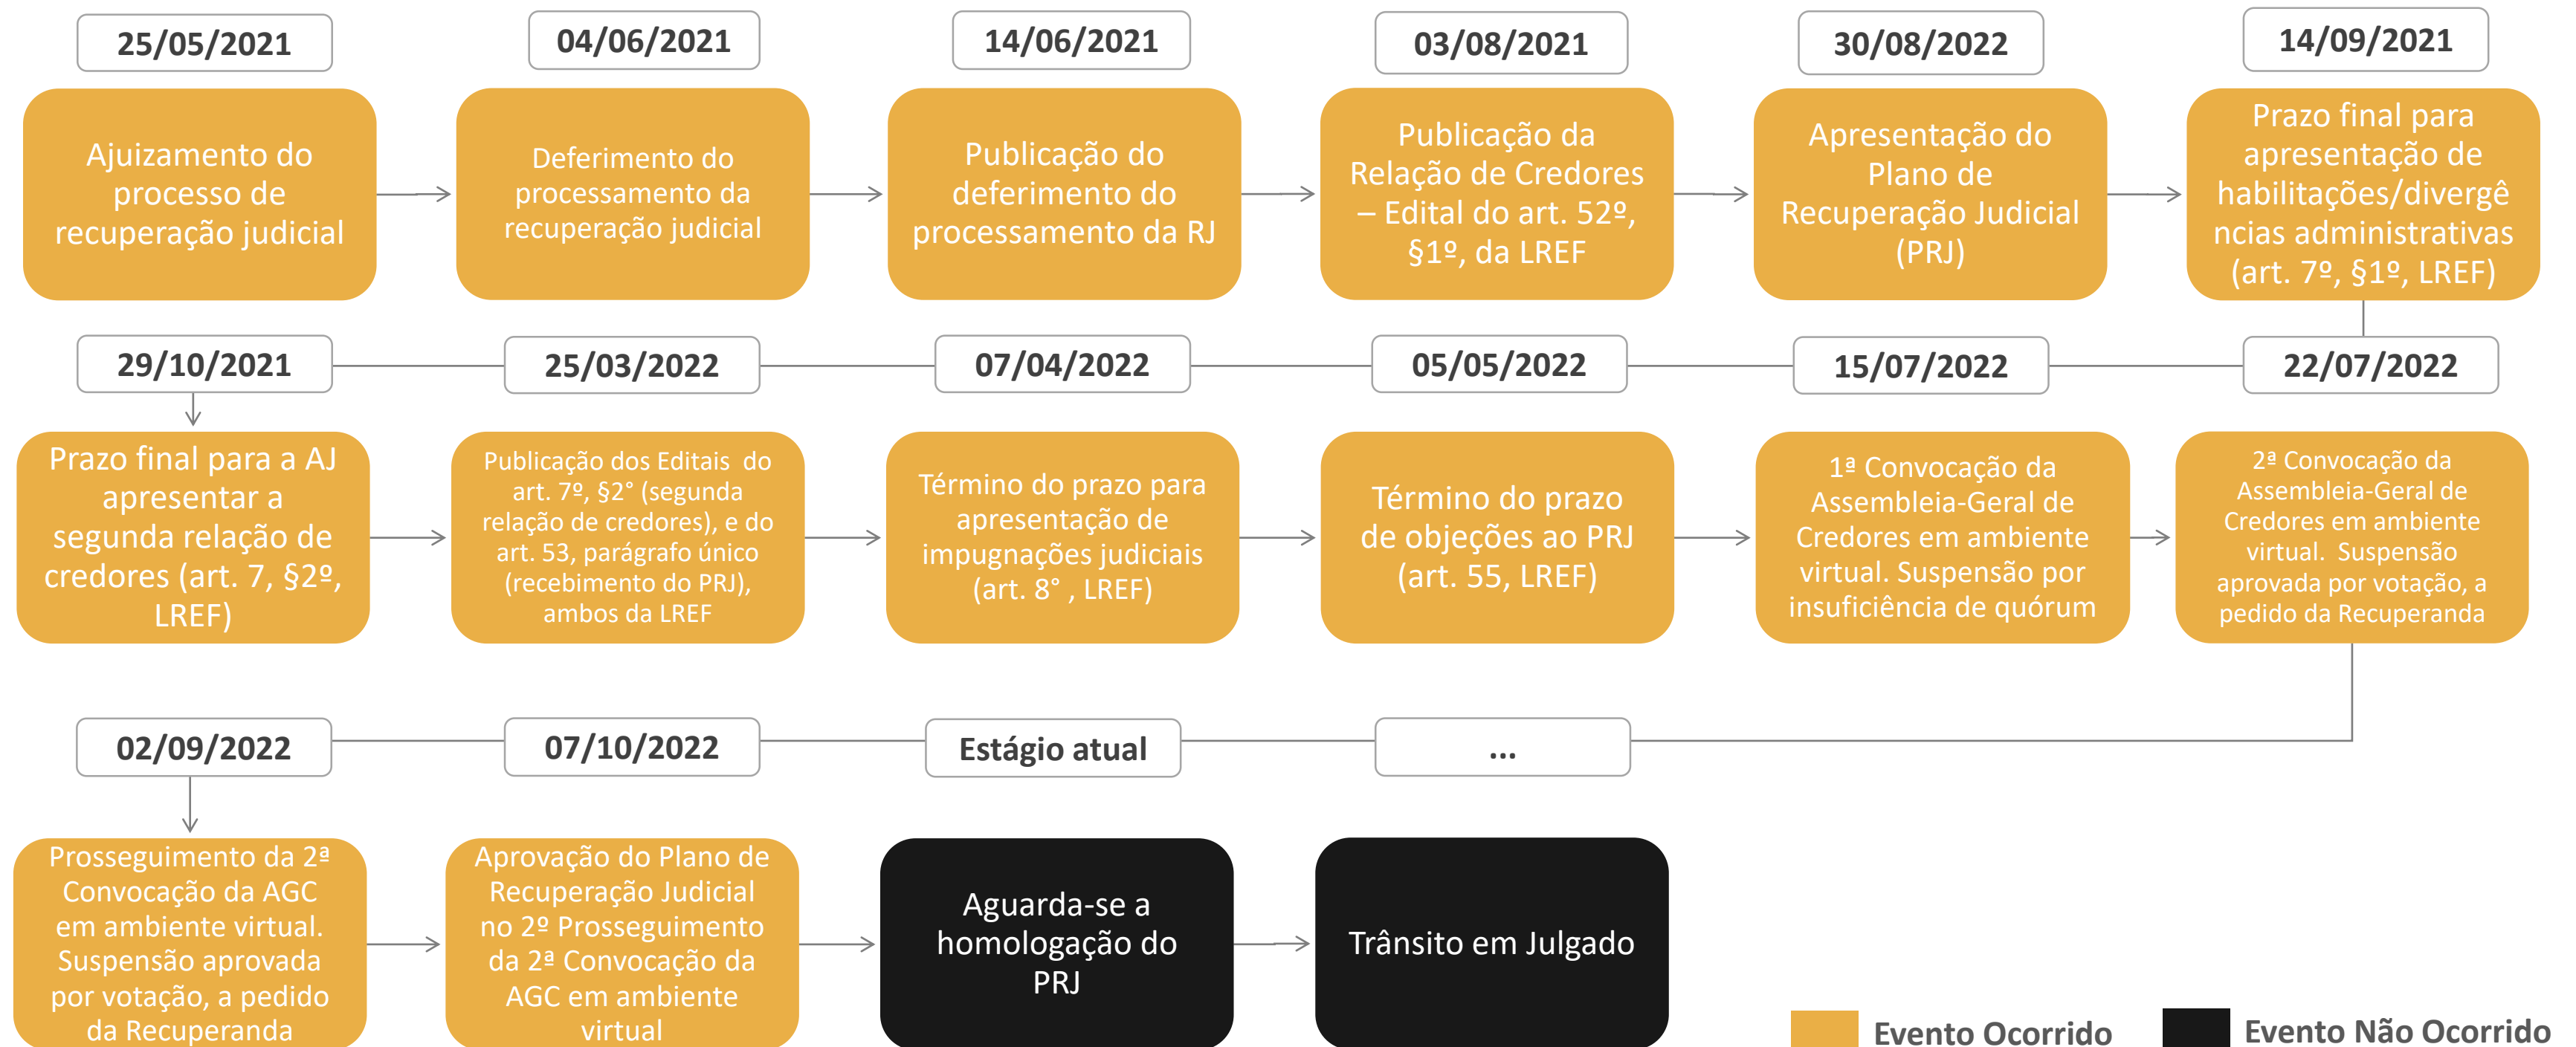 25/05/2021
04/06/2021
14/06/2021
03/08/2021
30/08/2022
14/09/2021
Ajuizamento do
processo de
recuperação judicial
Deferimento do
processamento da
recuperação judicial
Publicação do
deferimento do
processamento da RJ
Publicação da
Relação de Credores
– Edital do art. 52º,
§1º, da LREF
Apresentação do
Plano de
Recuperação Judicial
(PRJ)
Prazo final para
apresentação de
habilitações/divergê
ncias administrativas
(art. 7º, §1º, LREF)
29/10/2021
25/03/2022
07/04/2022
05/05/2022
15/07/2022
22/07/2022
Prazo final para a AJ
apresentar a
segunda relação de
credores (art. 7, §2º,
LREF)
Publicação dos Editais do
art. 7º, §2° (segunda
relação de credores), e do
art. 53, parágrafo único
(recebimento do PRJ),
ambos da LREF
Término do prazo para
apresentação de
impugnações judiciais
(art. 8° , LREF)
Término do prazo
de objeções ao PRJ
(art. 55, LREF)
1ª Convocação da
Assembleia-Geral de
Credores em ambiente
virtual. Suspensão por
insuficiência de quórum
2ª Convocação da
Assembleia-Geral de
Credores em ambiente
virtual. Suspensão
aprovada por votação, a
pedido da Recuperanda
02/09/2022
07/10/2022
Estágio atual
...
Prosseguimento da 2ª
Convocação da AGC
em ambiente virtual.
Suspensão aprovada
por votação, a pedido
da Recuperanda
Aprovação do Plano de
Recuperação Judicial
no 2º Prosseguimento
da 2ª Convocação da
AGC em ambiente
virtual
Aguarda-se a
homologação do
PRJ
Trânsito em Julgado
Evento Ocorrido
Evento Não Ocorrido